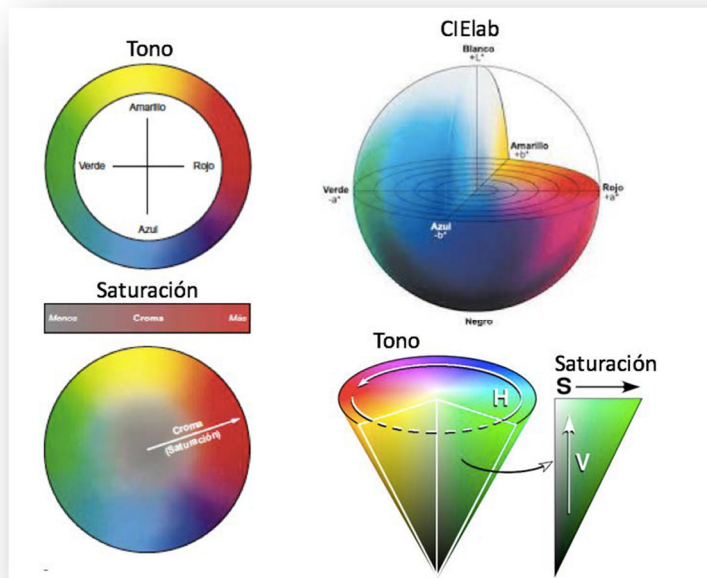 Tono
Amarillo
Verde
Rojo
Azul
CIElab
Blanco
+L*
Amarillo
+b*
Verde
-a*
Rojo
+a*
Azul
-b*
Negro
Saturación
Menos Croma Más
Croma
(Saturación)
Tono
H
Saturación
S
V